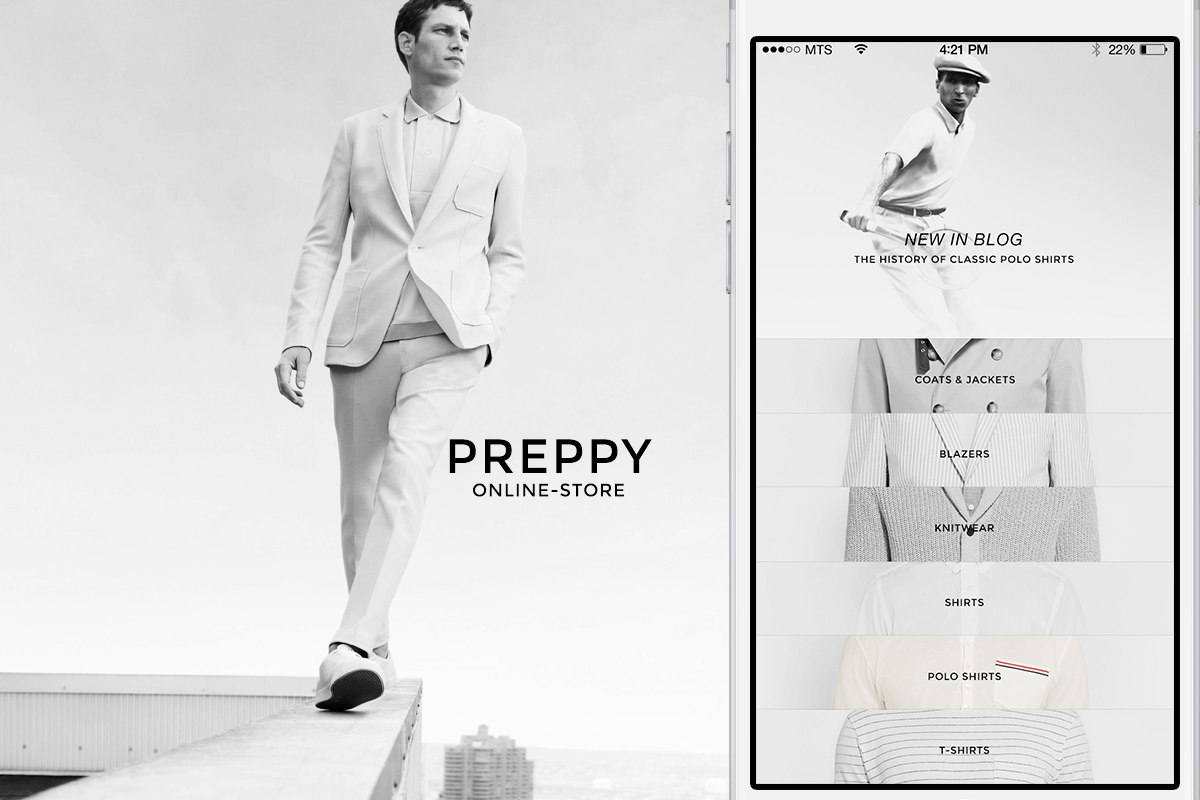 PREPPY
ONLINE-STORE
MTS
4:21 PM
22%
NEW IN BLOG
THE HISTORY OF CLASSIC POLO SHIRTS
COATS & JACKETS
BLAZERS
KNITWEAR
SHIRTS
POLO SHIRTS
T-SHIRTS